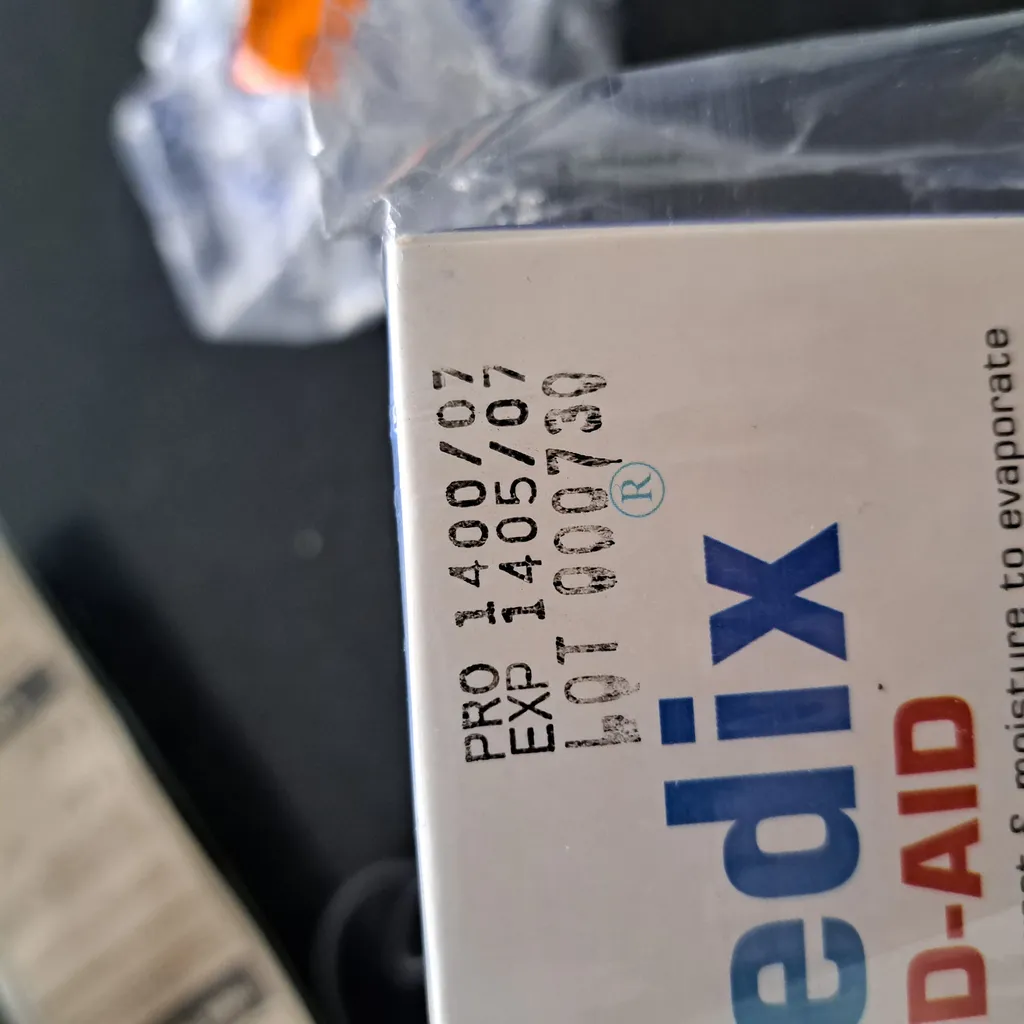 PRO 1400/07
EXP 1405/07
LOT 000730
®
edix
D-AID
& moisture to evaporate